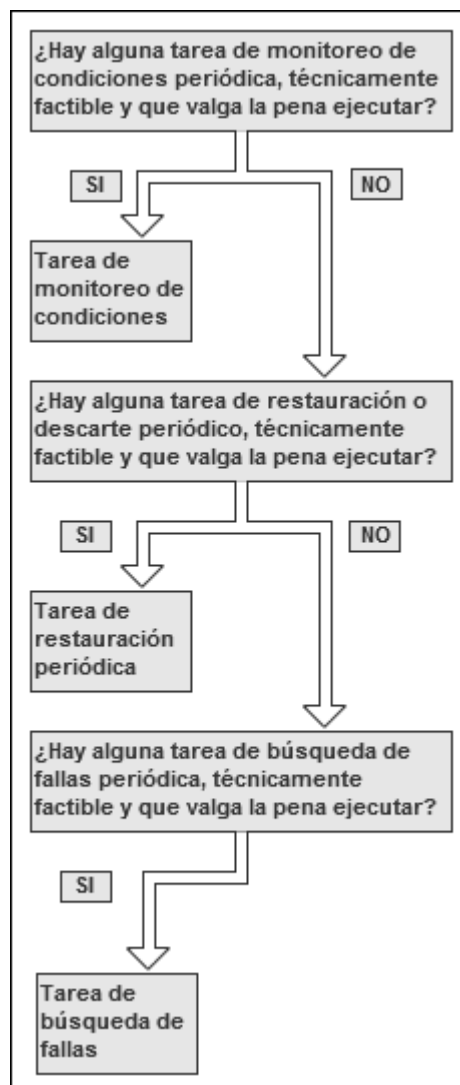 ¿Hay alguna tarea de monitoreo de
condiciones periódica, técnicamente
factible y que valga la pena ejecutar?
SI
NO
Tarea de
monitoreo de
condiciones
¿Hay alguna tarea de restauración o
descarte periódico, técnicamente
factible y que valga la pena ejecutar?
SI
NO
Tarea de
restauración
periódica
¿Hay alguna tarea de búsqueda de
fallas periódica, técnicamente
factible y que valga la pena ejecutar?
SI
Tarea de
búsqueda de
fallas